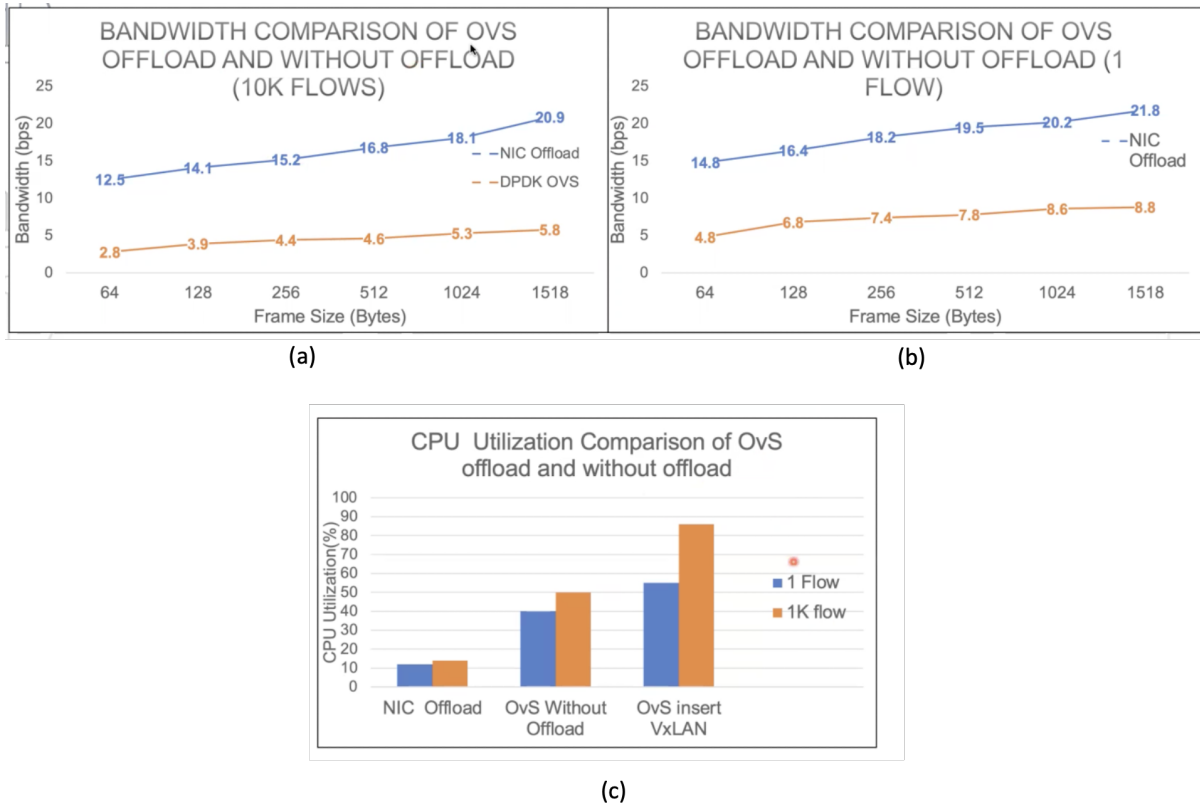 BANDWIDTH COMPARISON OF OVS
OFFLOAD AND WITHOUT OFFLOAD
(10K FLOWS)
25
20
15
10
5
0
Bandwidth (bps)
12.5
14.1
15.2
16.8
18.1
20.9
NIC Offload
DPDK OVS
2.8
3.9
4.4
4.6
5.3
5.8
64 128 256 512 1024 1518
Frame Size (Bytes)
(a)
BANDWIDTH COMPARISON OF OVS
OFFLOAD AND WITHOUT OFFLOAD (1
FLOW)
25
20
15
10
5
0
Bandwidth (bps)
14.8
16.4
18.2
19.5
20.2
21.8
NIC
Offload
4.8
6.8
7.4
7.8
8.6
8.8
64 128 256 512 1024 1518
Frame Size (Bytes)
(b)
CPU Utilization Comparison of OvS
offload and without offload
100
90
80
70
60
50
40
30
20
10
0
CPU Utilization(%)
1 Flow
1K flow
NIC Offload
OvS Without
Offload
OvS insert
VxLAN
(c)